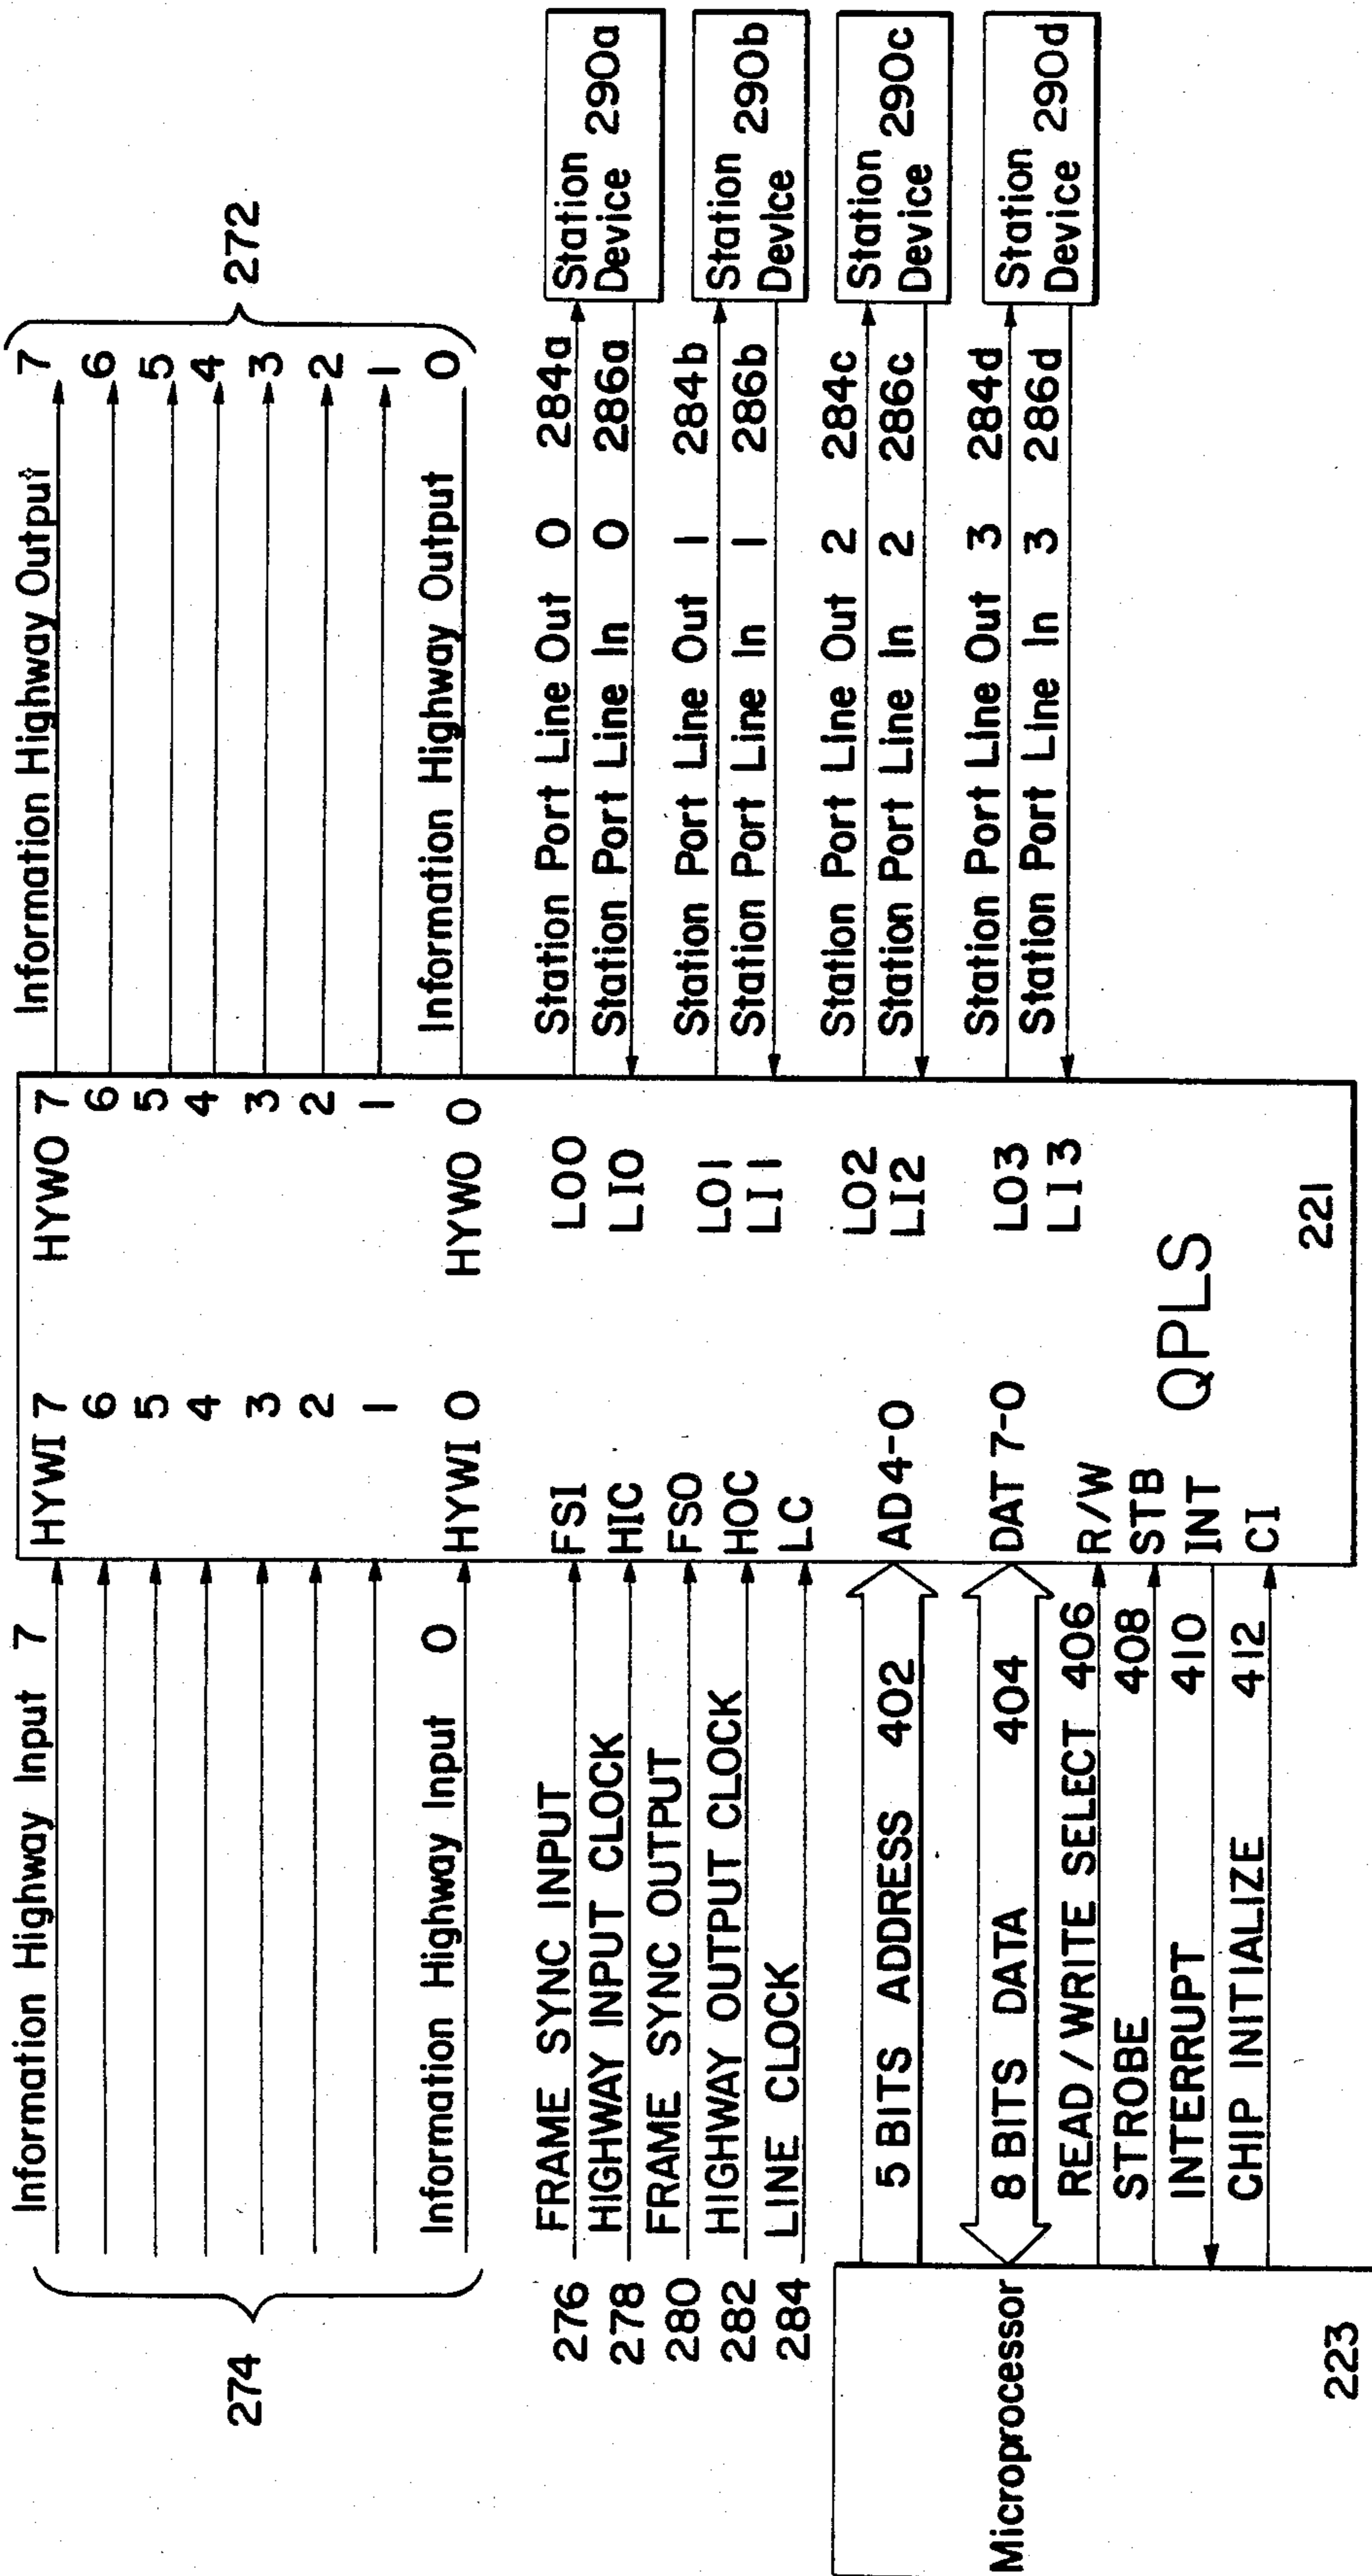 Information Highway Input 7
Information Highway Input 0
274
FRAME SYNC INPUT
HIGHWAY INPUT CLOCK
FRAME SYNC OUTPUT
HIGHWAY OUTPUT CLOCK
LINE CLOCK
276
278
280
282
284
5 BITS ADDRESS 402
8 BITS DATA 404
READ/WRITE SELECT 406
STROBE 408
INTERRUPT 410
CHIP INITIALIZE 412
Microprocessor
223
HYWI 7
6
5
4
3
2
1
HYWI 0
FSI
HIC
FSO
HOC
LC
AD4-0
DAT 7-0
R/W
STB
INT
CI
HYWO 7
6
5
4
3
2
1
HYWO 0
LO0
LI0
LO1
LI1
LO2
LI2
LO3
LI3
QPLS
221
Information Highway Output 7
6
5
4
3
2
1
Information Highway Output 0
272
Station Port Line Out 0 284a
Station Port Line In 0 286a
Station Port Line Out 1 284b
Station Port Line In 1 286b
Station Port Line Out 2 284c
Station Port Line In 2 286c
Station Port Line Out 3 284d
Station Port Line In 3 286d
Station
Device 290a
Station
Device 290b
Station
Device 290c
Station
Device 290d